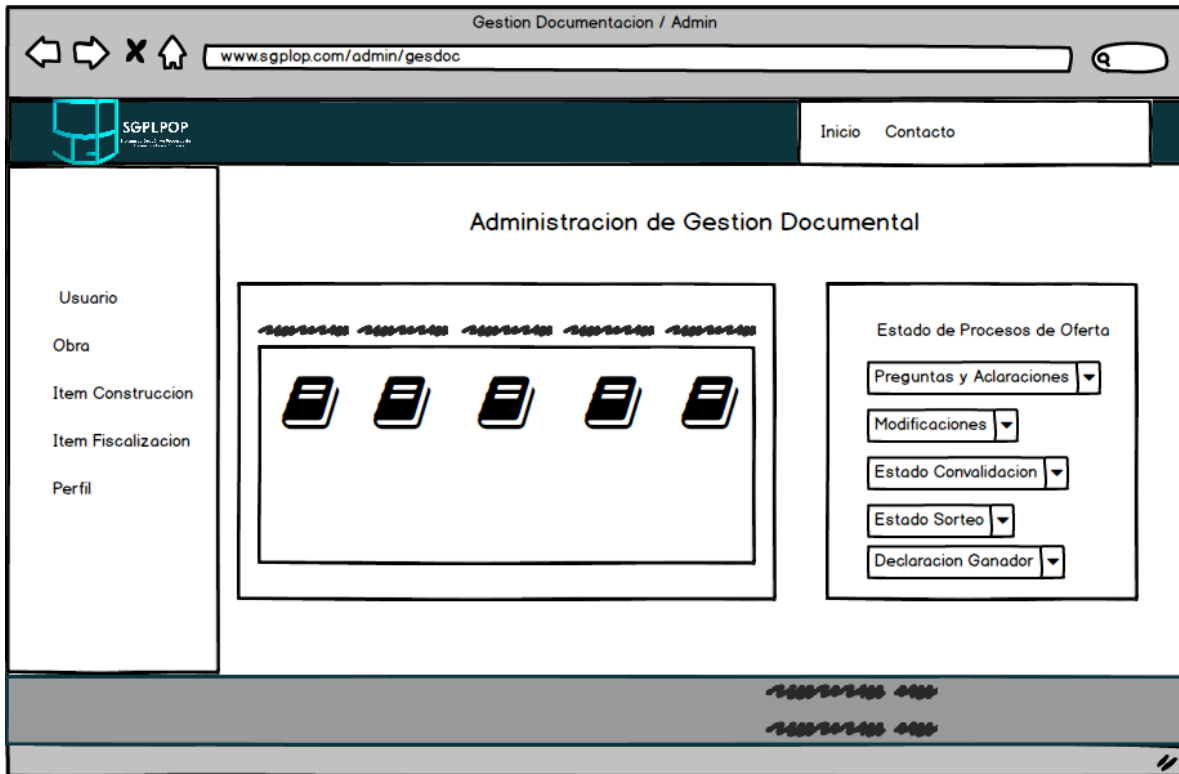 Gestion Documentacion / Admin
www.sgplop.com/admin/gesdoc
SGPLPOP
Inicio Contacto
Administracion de Gestion Documental
Usuario
Obra
Item Construccion
Item Fiscalizacion
Perfil
Estado de Procesos de Oferta
Preguntas y Aclaraciones
Modificaciones
Estado Convalidacion
Estado Sorteo
Declaracion Ganador